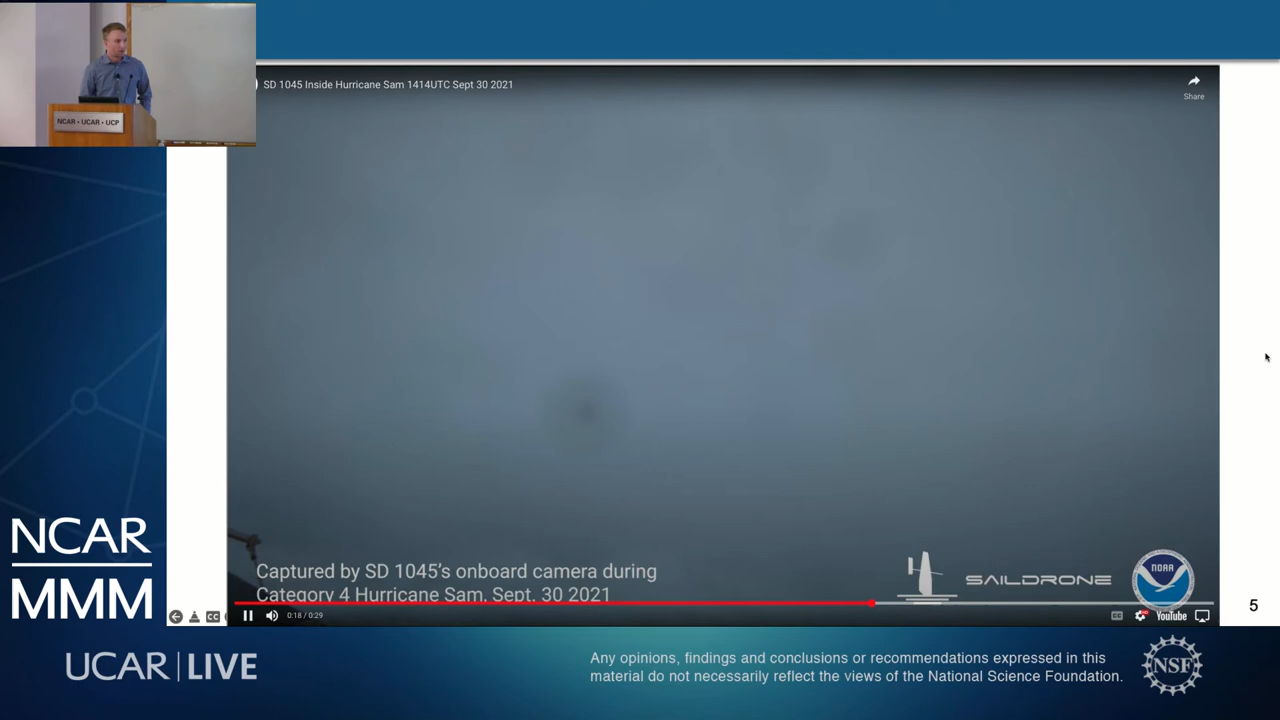 NCAR • UCAR • UCP
SD 1045 Inside Hurricane Sam 1414UTC Sept 30 2021
Share
Captured by SD 1045's onboard camera during
Category 4 Hurricane Sam, Sept. 30 2021
SAILDRONE
NOAA
0:18 / 0:29
CC
CC
HD
YouTube
5
NCAR
MMM
UCAR | LIVE
Any opinions, findings and conclusions or recommendations expressed in this
material do not necessarily reflect the views of the National Science Foundation.
NSF